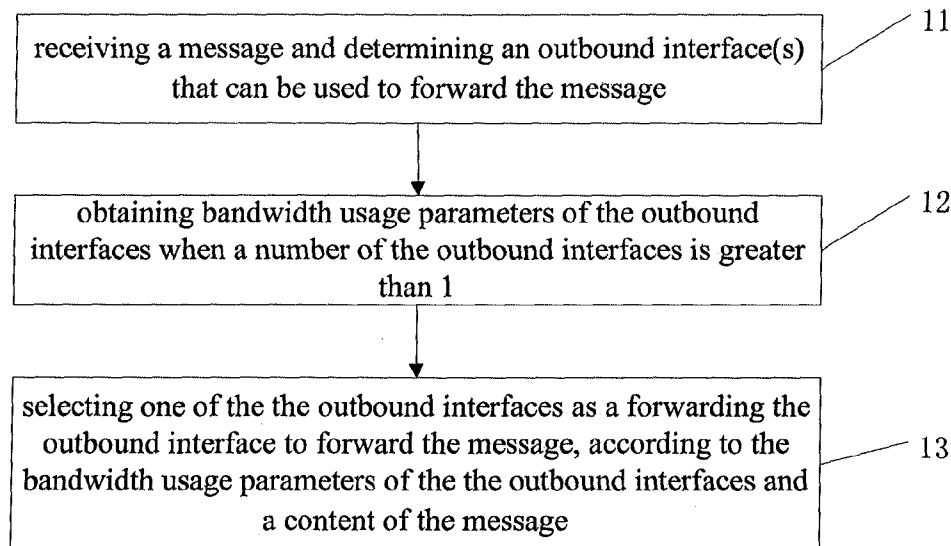 receiving a message and determining an outbound interface(s)
that can be used to forward the message
11
obtaining bandwidth usage parameters of the outbound
interfaces when a number of the outbound interfaces is greater
than 1
12
selecting one of the the outbound interfaces as a forwarding the
outbound interface to forward the message, according to the
bandwidth usage parameters of the the outbound interfaces and
a content of the message
13